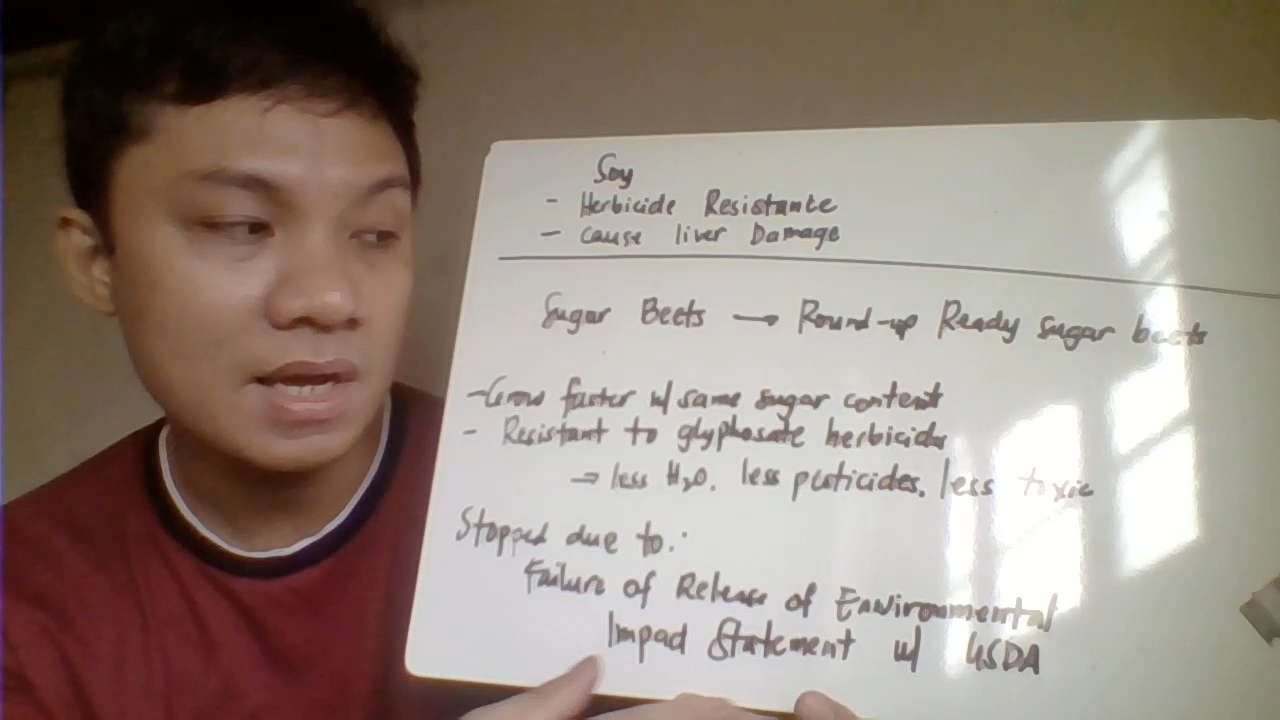 Soy
- Herbicide Resistance
- cause liver Damage
Sugar Beets → Round-up Ready sugar beets
- Grow faster w/ same sugar content
- Resistant to glyphosate herbicides
→ less H₂O, less pesticides, less toxic
Stopped due to:
Failure of Release of Environmental
Impact Statement w/ USDA